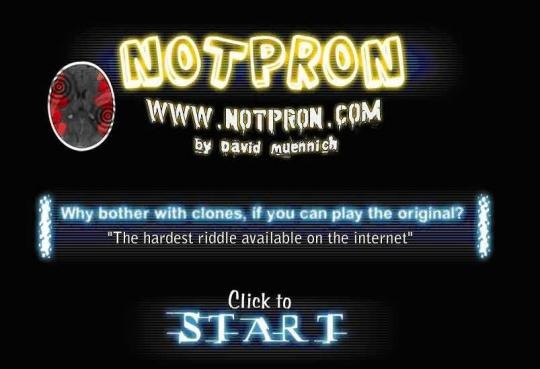 NOTPRON
WWW.NOTPRON.COM
by David Muennich
Why bother with clones, if you can play the original?
"The hardest riddle available on the internet"
Click to
START